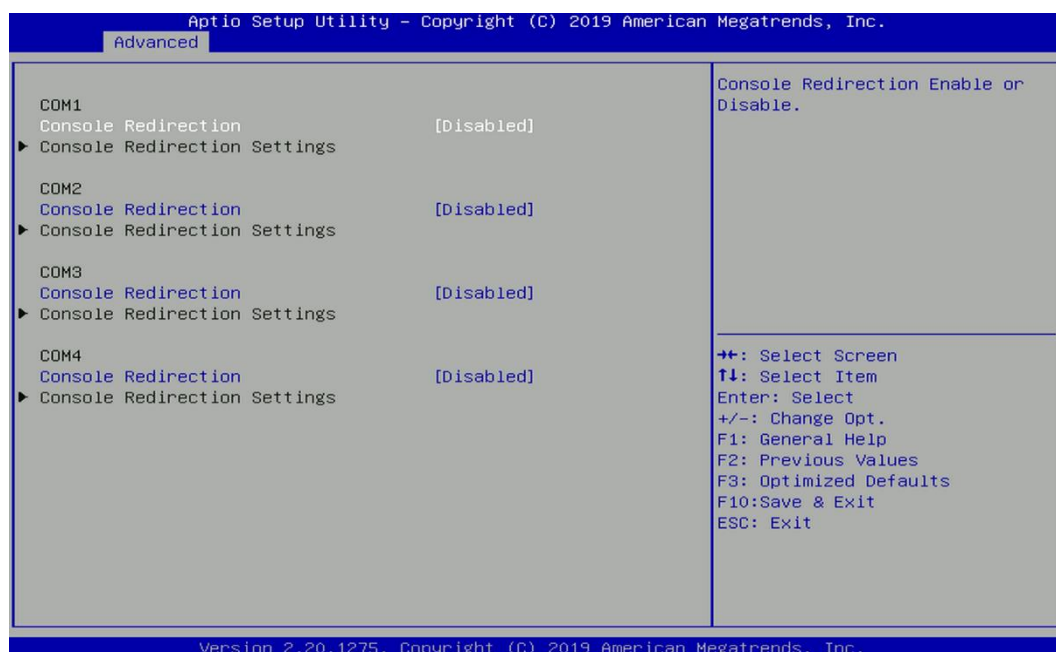 Aptio Setup Utility – Copyright (C) 2019 American Megatrends, Inc.
Advanced
COM1
Console Redirection [Disabled]
▶ Console Redirection Settings
COM2
Console Redirection [Disabled]
▶ Console Redirection Settings
COM3
Console Redirection [Disabled]
▶ Console Redirection Settings
COM4
Console Redirection [Disabled]
▶ Console Redirection Settings
Console Redirection Enable or
Disable.
→←: Select Screen
↑↓: Select Item
Enter: Select
+/-: Change Opt.
F1: General Help
F2: Previous Values
F3: Optimized Defaults
F10:Save & Exit
ESC: Exit
Version 2.20.1275. Copyright (C) 2019 American Megatrends, Inc.